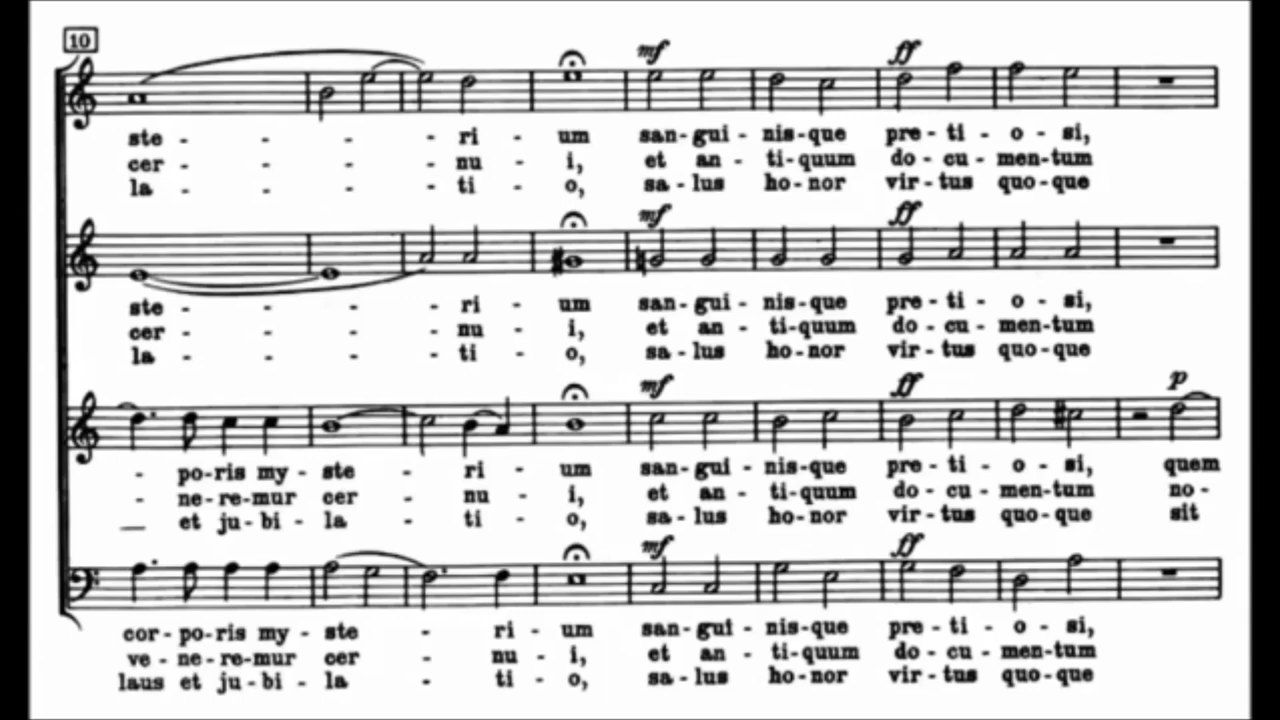 10
mf ff
ste - - - - ri - um san-gui - nis-que pre - ti - o - si,
cer - - - - nu - i, et an - ti-quum do - cu - men-tum
la - - - - ti - o, sa - lus ho-nor vir - tus quo-que
mf ff
ste - - - - ri - um san-gui - nis-que pre - ti - o - si,
cer - - - - nu - i, et an - ti-quum do - cu - men-tum
la - - - - ti - o, sa - lus ho-nor vir - tus quo-que
mf ff p
- po-ris my - ste - ri - um san-gui - nis-que pre - ti - o - si, quem
- ne-re-mur cer - nu - i, et an - ti-quum do - cu - men-tum no -
et ju-bi - la - ti - o, sa - lus ho-nor vir - tus quo-que sit
mf ff
cor-po-ris my - ste - ri - um san-gui - nis-que pre - ti - o - si,
ve - ne-re-mur cer - nu - i, et an - ti-quum do - cu - men-tum
laus et ju-bi - la - ti - o, sa - lus ho-nor vir - tus quo-que